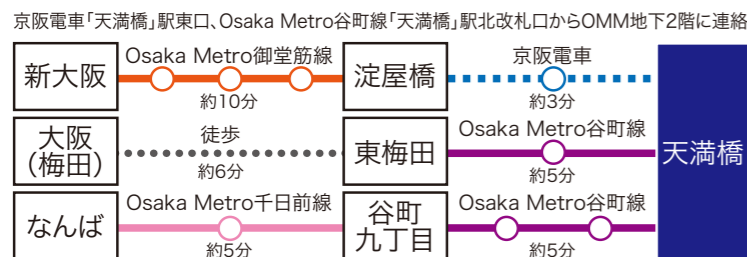 京阪電車「天満橋」駅東口、Osaka Metro谷町線「天満橋」駅北改札口からOMM地下2階に連絡
新大阪
Osaka Metro御堂筋線
約10分
淀屋橋
京阪電車
約3分
大阪
(梅田)
徒歩
約6分
東梅田
Osaka Metro谷町線
約5分
なんば
Osaka Metro千日前線
約5分
谷町
九丁目
Osaka Metro谷町線
約5分
天満橋